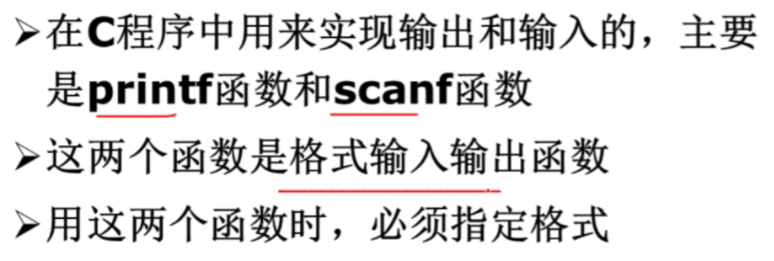 ➢在C程序中用来实现输出和输入的，主要
是printf函数和scanf函数
➢这两个函数是格式输入输出函数
➢用这两个函数时，必须指定格式